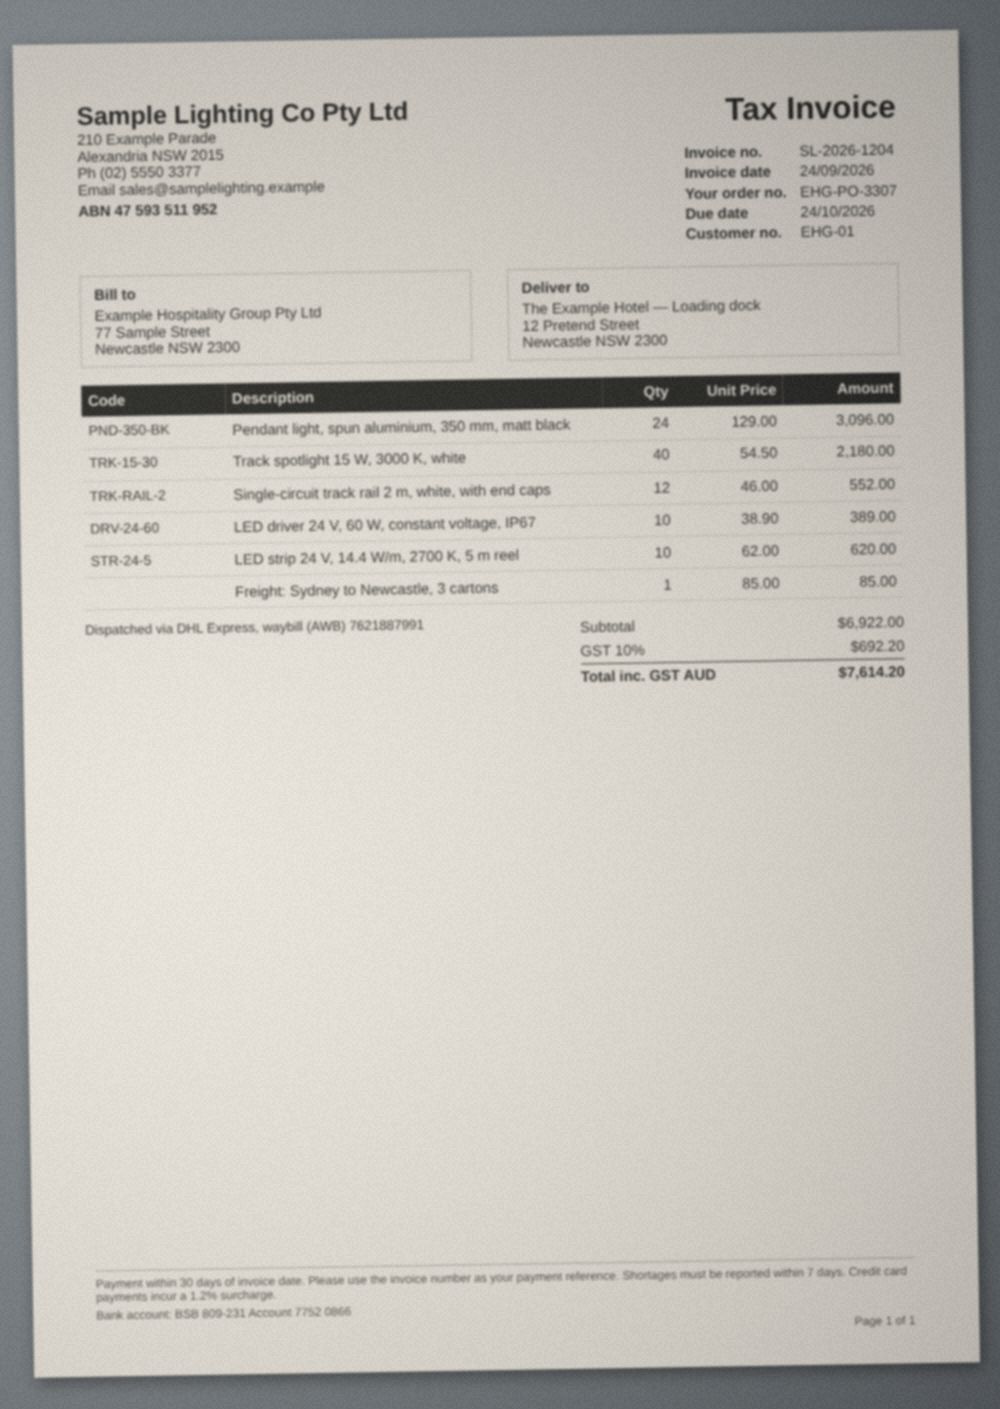 Sample Lighting Co Pty Ltd
210 Example Parade
Alexandria NSW 2015
Ph (02) 5550 3377
Email sales@samplelighting.example
ABN 47 593 511 952
Tax Invoice
Invoice no. SL-2026-1204
Invoice date 24/09/2026
Your order no. EHG-PO-3307
Due date 24/10/2026
Customer no. EHG-01
Bill to
Example Hospitality Group Pty Ltd
77 Sample Street
Newcastle NSW 2300
Deliver to
The Example Hotel — Loading dock
12 Pretend Street
Newcastle NSW 2300
Code Description Qty Unit Price Amount
PND-350-BK Pendant light, spun aluminium, 350 mm, matt black 24 129.00 3,096.00
TRK-15-30 Track spotlight 15 W, 3000 K, white 40 54.50 2,180.00
TRK-RAIL-2 Single-circuit track rail 2 m, white, with end caps 12 46.00 552.00
DRV-24-60 LED driver 24 V, 60 W, constant voltage, IP67 10 38.90 389.00
STR-24-5 LED strip 24 V, 14.4 W/m, 2700 K, 5 m reel 10 62.00 620.00
Freight: Sydney to Newcastle, 3 cartons 1 85.00 85.00
Dispatched via DHL Express, waybill (AWB) 7621887991
Subtotal $6,922.00
GST 10% $692.20
Total inc. GST AUD $7,614.20
Payment within 30 days of invoice date. Please use the invoice number as your payment reference. Shortages must be reported within 7 days. Credit card
payments incur a 1.2% surcharge.
Bank account: BSB 809-231 Account 7752 0866
Page 1 of 1